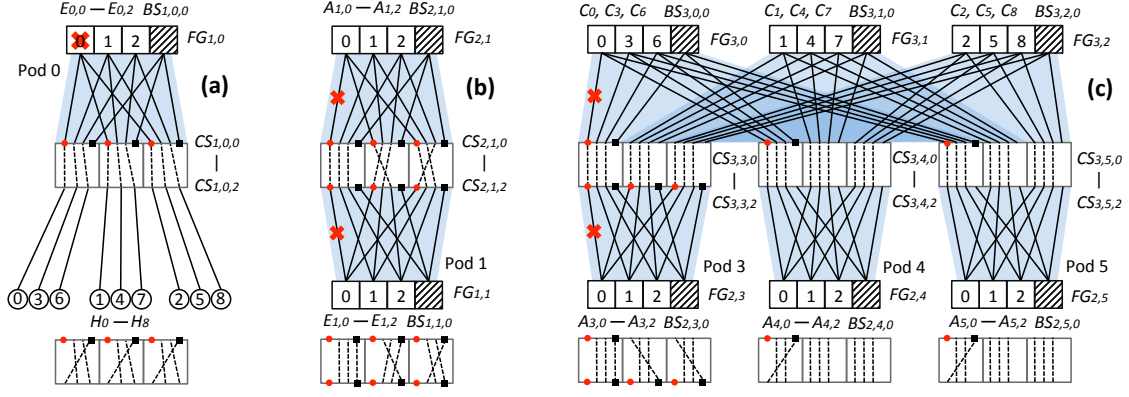 E0,0 — E0,2 BS1,0,0
0 1 2 FG1,0
Pod 0
(a)
CS1,0,0
|
CS1,0,2
0 3 6 1 4 7 2 5 8
H0 — H8
A1,0 — A1,2 BS2,1,0
0 1 2 FG2,1
(b)
CS2,1,0
|
CS2,1,2
Pod 1
0 1 2 FG1,1
E1,0 — E1,2 BS1,1,0
C0, C3, C6 BS3,0,0 C1, C4, C7 BS3,1,0 C2, C5, C8 BS3,2,0
0 3 6 FG3,0 1 4 7 FG3,1 2 5 8 FG3,2
(c)
CS3,3,0 CS3,4,0 CS3,5,0
| | |
CS3,3,2 CS3,4,2 CS3,5,2
Pod 3 Pod 4 Pod 5
0 1 2 FG2,3 0 1 2 FG2,4 0 1 2 FG2,5
A3,0 — A3,2 BS2,3,0 A4,0 — A4,2 BS2,4,0 A5,0 — A5,2 BS2,5,0